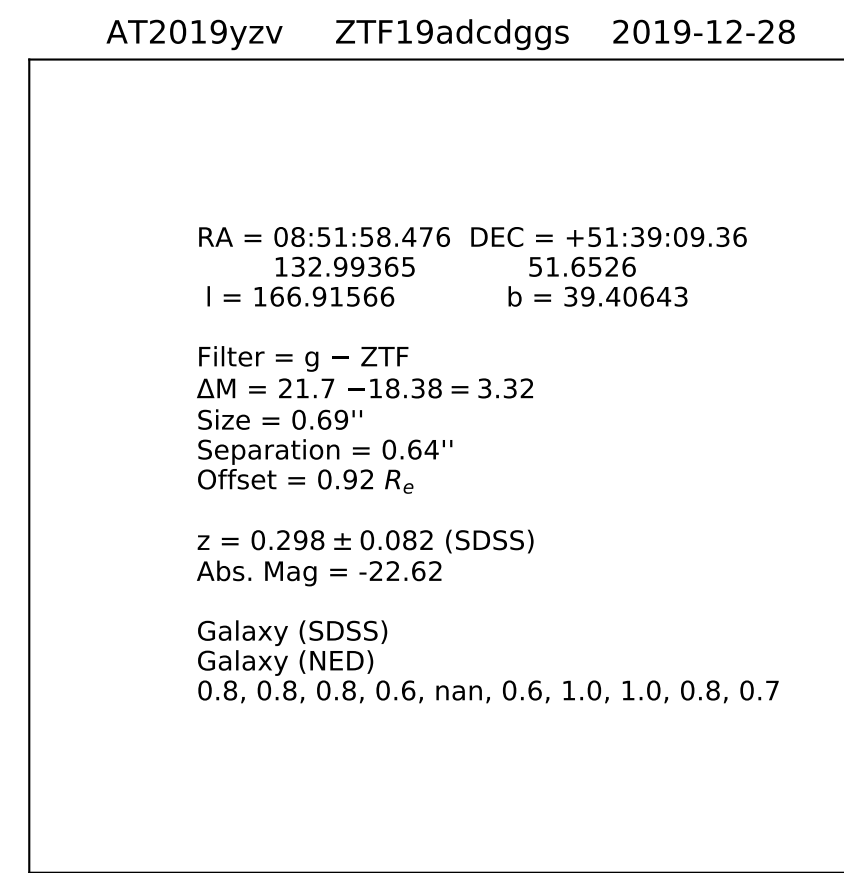 AT2019yzv ZTF19adcdggs 2019-12-28
RA = 08:51:58.476 DEC = +51:39:09.36
132.99365 51.6526
l = 166.91566 b = 39.40643
Filter = g − ZTF
ΔM = 21.7 −18.38 = 3.32
Size = 0.69''
Separation = 0.64''
Offset = 0.92 Re
z = 0.298 ± 0.082 (SDSS)
Abs. Mag = -22.62
Galaxy (SDSS)
Galaxy (NED)
0.8, 0.8, 0.8, 0.6, nan, 0.6, 1.0, 1.0, 0.8, 0.7